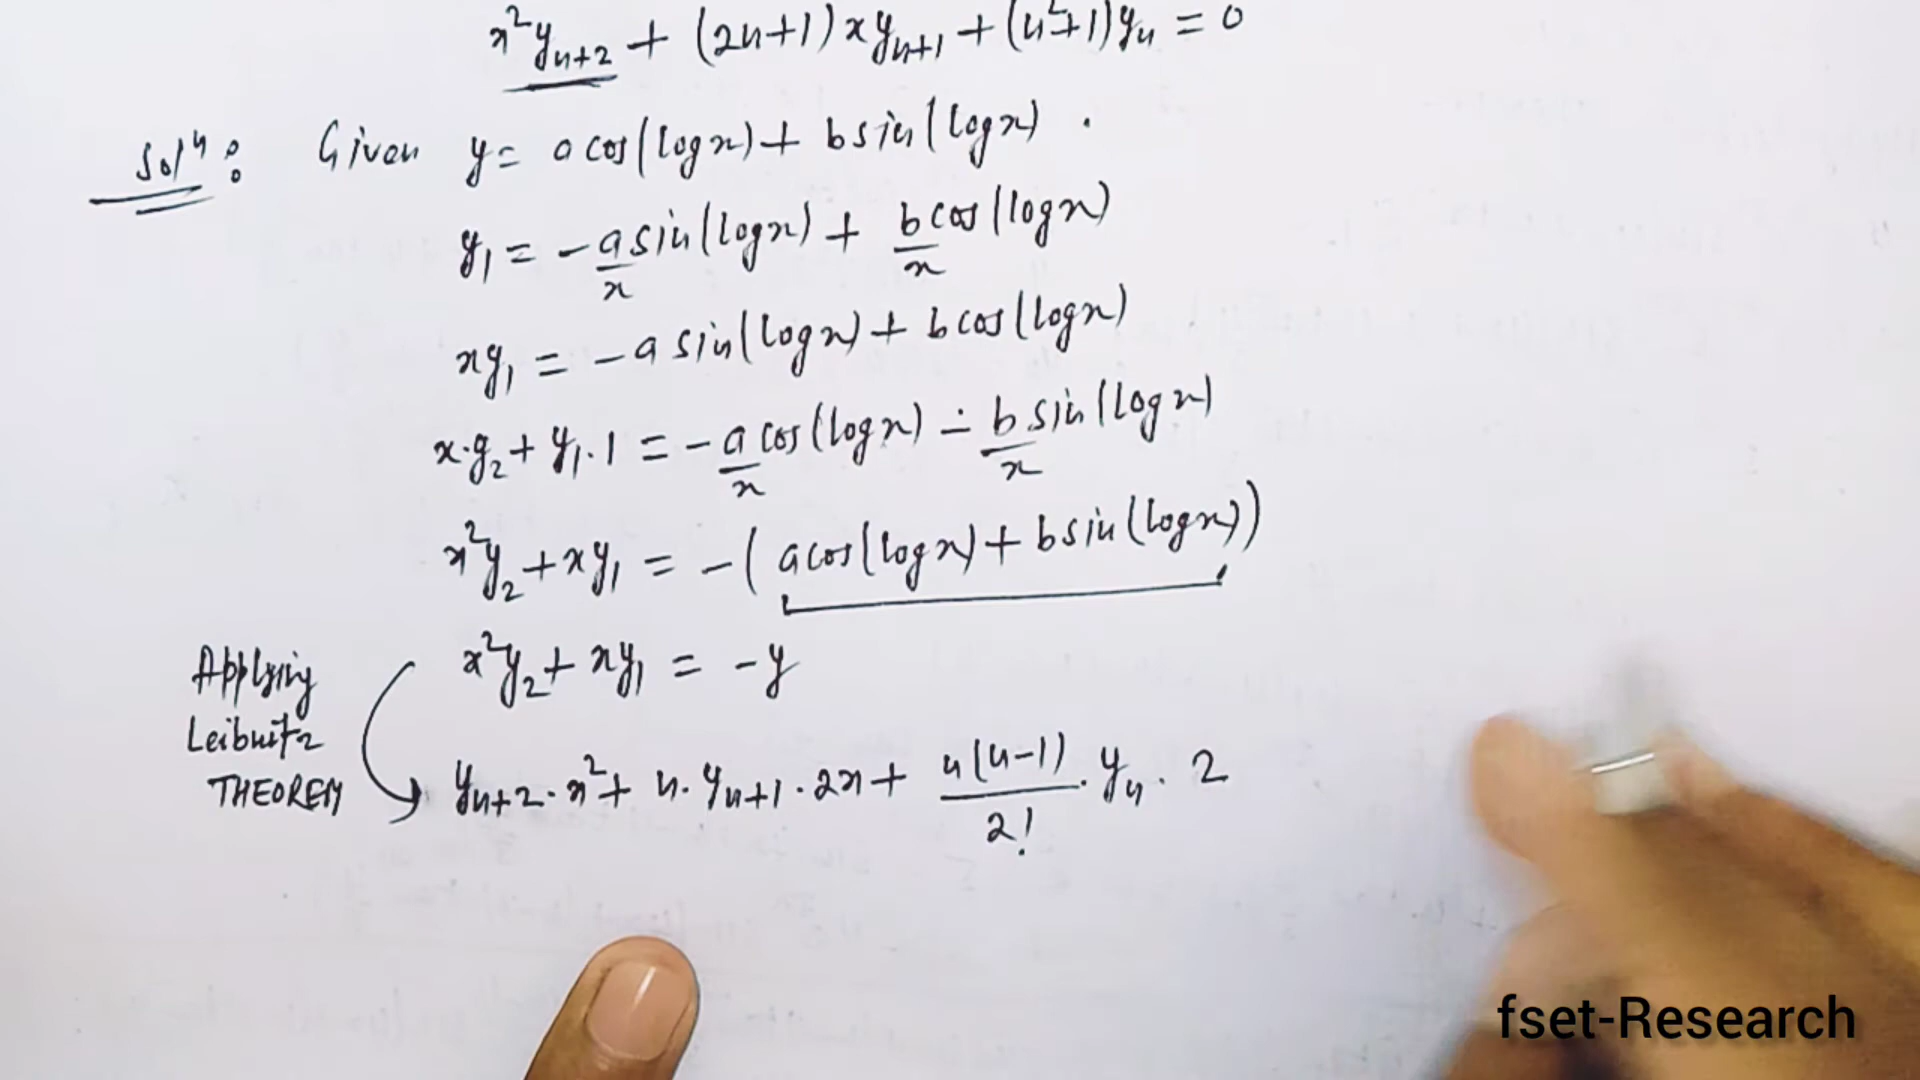 x²yₙ₊₂ + (2n+1)xyₙ₊₁ + (n²+1)yₙ = 0
Solⁿ: Given y = a cos(log x) + b sin(log x).
y₁ = -a/x sin(log x) + b/x cos(log x)
xy₁ = -a sin(log x) + b cos(log x)
x·y₂ + y₁·1 = -a/x cos(log x) - b/x sin(log x)
x²y₂ + xy₁ = -(a cos(log x) + b sin(log x))
x²y₂ + xy₁ = -y
Applying
Leibnitz
THEOREM
yₙ₊₂·x² + n·yₙ₊₁·2x + n(n-1)/2!·yₙ·2
fset-Research